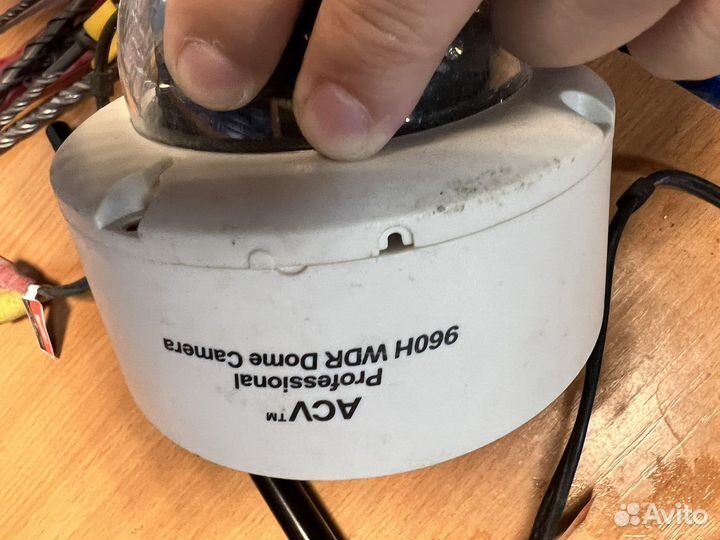 ACV™
Professional
960H WDR Dome Camera
Avito